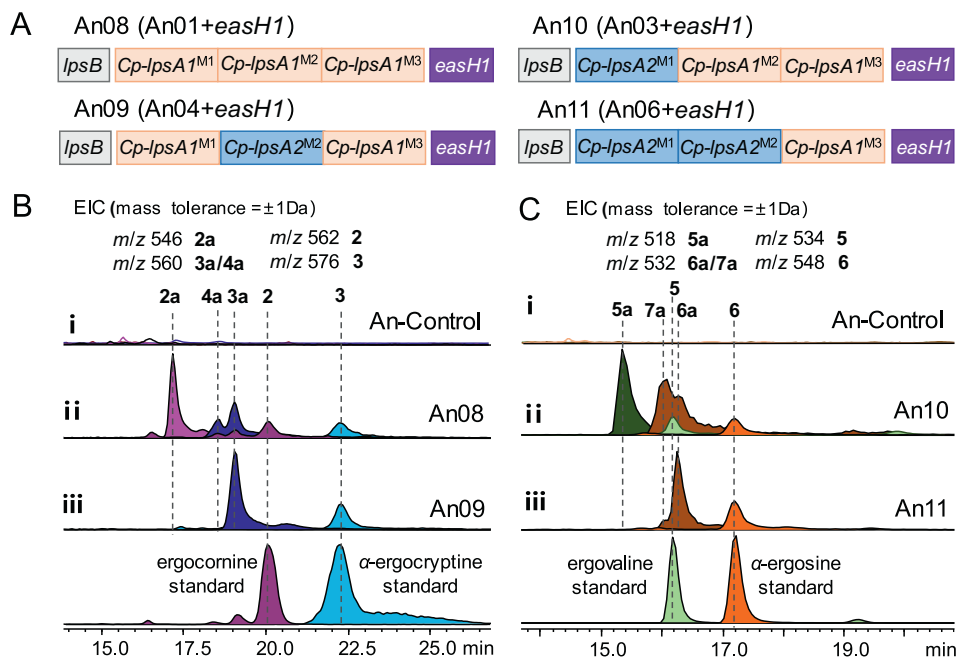 A
An08 (An01+easH1)
lpsB Cp-lpsA1M1 Cp-lpsA1M2 Cp-lpsA1M3 easH1
An09 (An04+easH1)
lpsB Cp-lpsA1M1 Cp-lpsA2M2 Cp-lpsA1M3 easH1
An10 (An03+easH1)
lpsB Cp-lpsA2M1 Cp-lpsA1M2 Cp-lpsA1M3 easH1
An11 (An06+easH1)
lpsB Cp-lpsA2M1 Cp-lpsA2M2 Cp-lpsA1M3 easH1
B
EIC (mass tolerance =±1Da)
m/z 546 2a m/z 562 2
m/z 560 3a/4a m/z 576 3
2a 4a 3a 2 3
i An-Control
ii An08
iii An09
ergocornine standard
α-ergocryptine standard
15.0 17.5 20.0 22.5 25.0 min
C
EIC (mass tolerance =±1Da)
m/z 518 5a m/z 534 5
m/z 532 6a/7a m/z 548 6
5
5a 7a 6a 6
i An-Control
ii An10
iii An11
ergovaline standard
α-ergosine standard
15.0 17.0 19.0 min